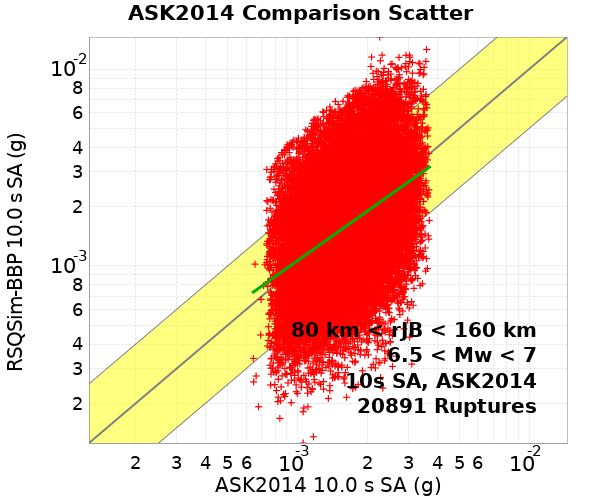 ASK2014 Comparison Scatter
RSQSim-BBP 10.0 s SA (g)
10-2
8
6
4
3
2
10-3
8
6
4
3
2
80 km < rJB < 160 km
6.5 < Mw < 7
10s SA, ASK2014
20891 Ruptures
2 3 4 5 6 10-3 2 3 4 5 6 10-2
ASK2014 10.0 s SA (g)